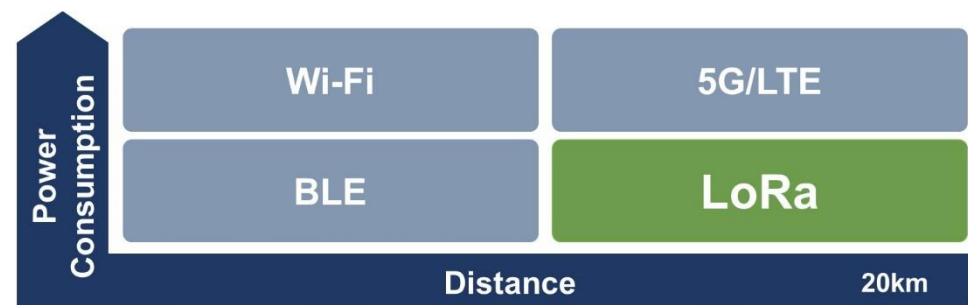 Power
Consumption
Wi-Fi
5G/LTE
BLE
LoRa
Distance
20km